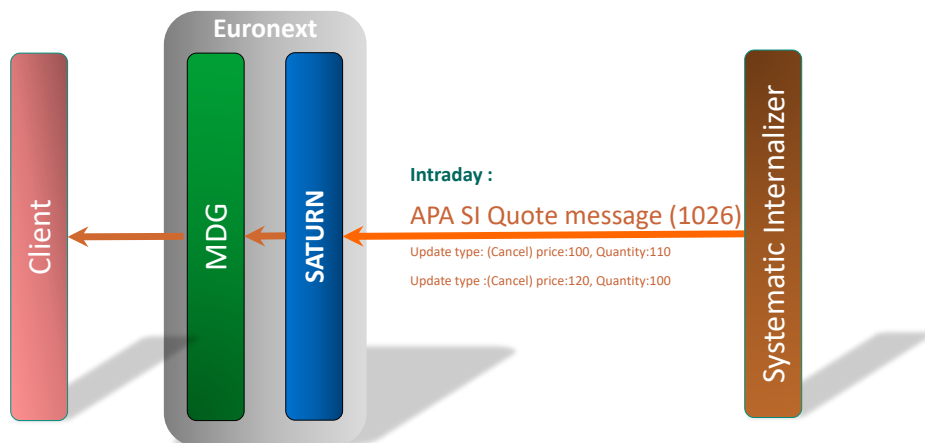 Euronext
Client
MDG
SATURN
Intraday :
APA SI Quote message (1026)
Update type: (Cancel) price:100, Quantity:110
Update type :(Cancel) price:120, Quantity:100
Systematic Internalizer